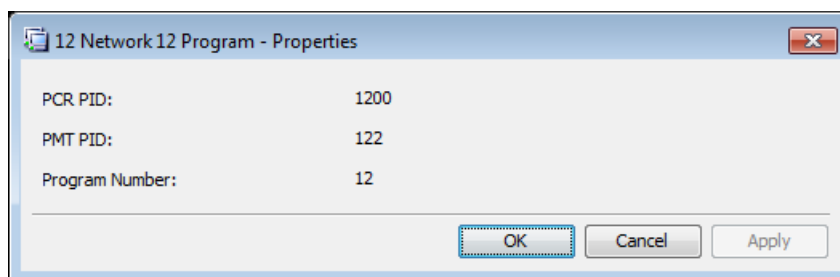 12 Network 12 Program - Properties
PCR PID: 1200
PMT PID: 122
Program Number: 12
OK Cancel Apply